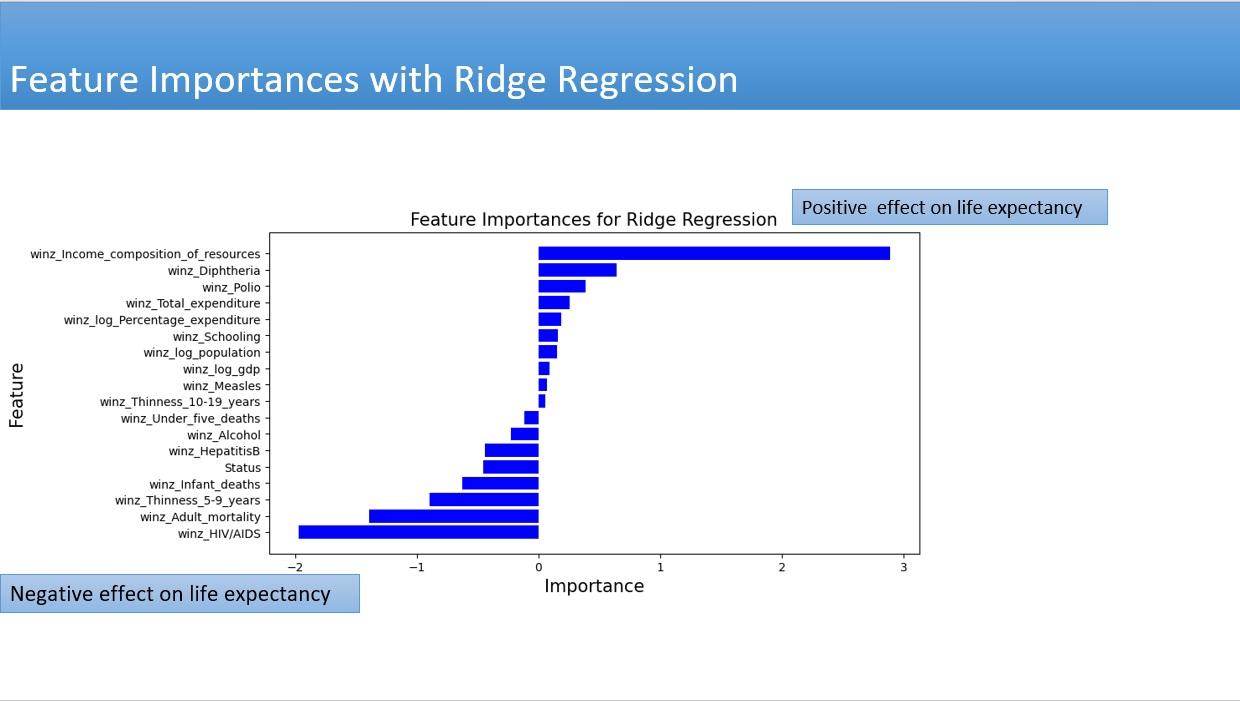 Feature Importances with Ridge Regression
Positive  effect on life expectancy
Feature Importances for Ridge Regression
winz_Income_composition_of_resources
winz_Diphtheria
winz_Polio
winz_Total_expenditure
winz_log_Percentage_expenditure
winz_Schooling
winz_log_population
winz_log_gdp
winz_Measles
winz_Thinness_10-19_years
winz_Under_five_deaths
winz_Alcohol
winz_HepatitisB
Status
winz_Infant_deaths
winz_Thinness_5-9_years
winz_Adult_mortality
winz_HIV/AIDS
Feature
−2 −1 0 1 2 3
Importance
Negative effect on life expectancy